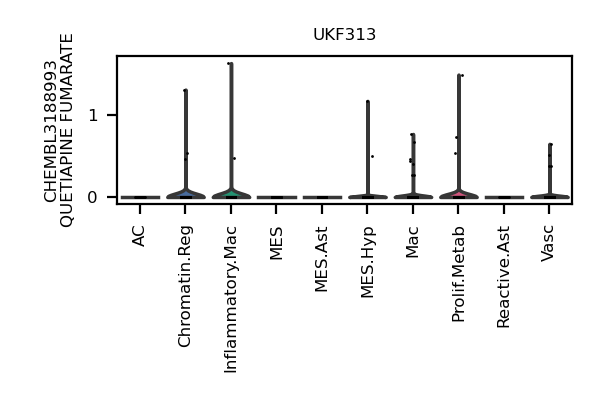 UKF313
CHEMBL3188993
QUETIAPINE FUMARATE
1
0
AC
Chromatin.Reg
Inflammatory.Mac
MES
MES.Ast
MES.Hyp
Mac
Prolif.Metab
Reactive.Ast
Vasc